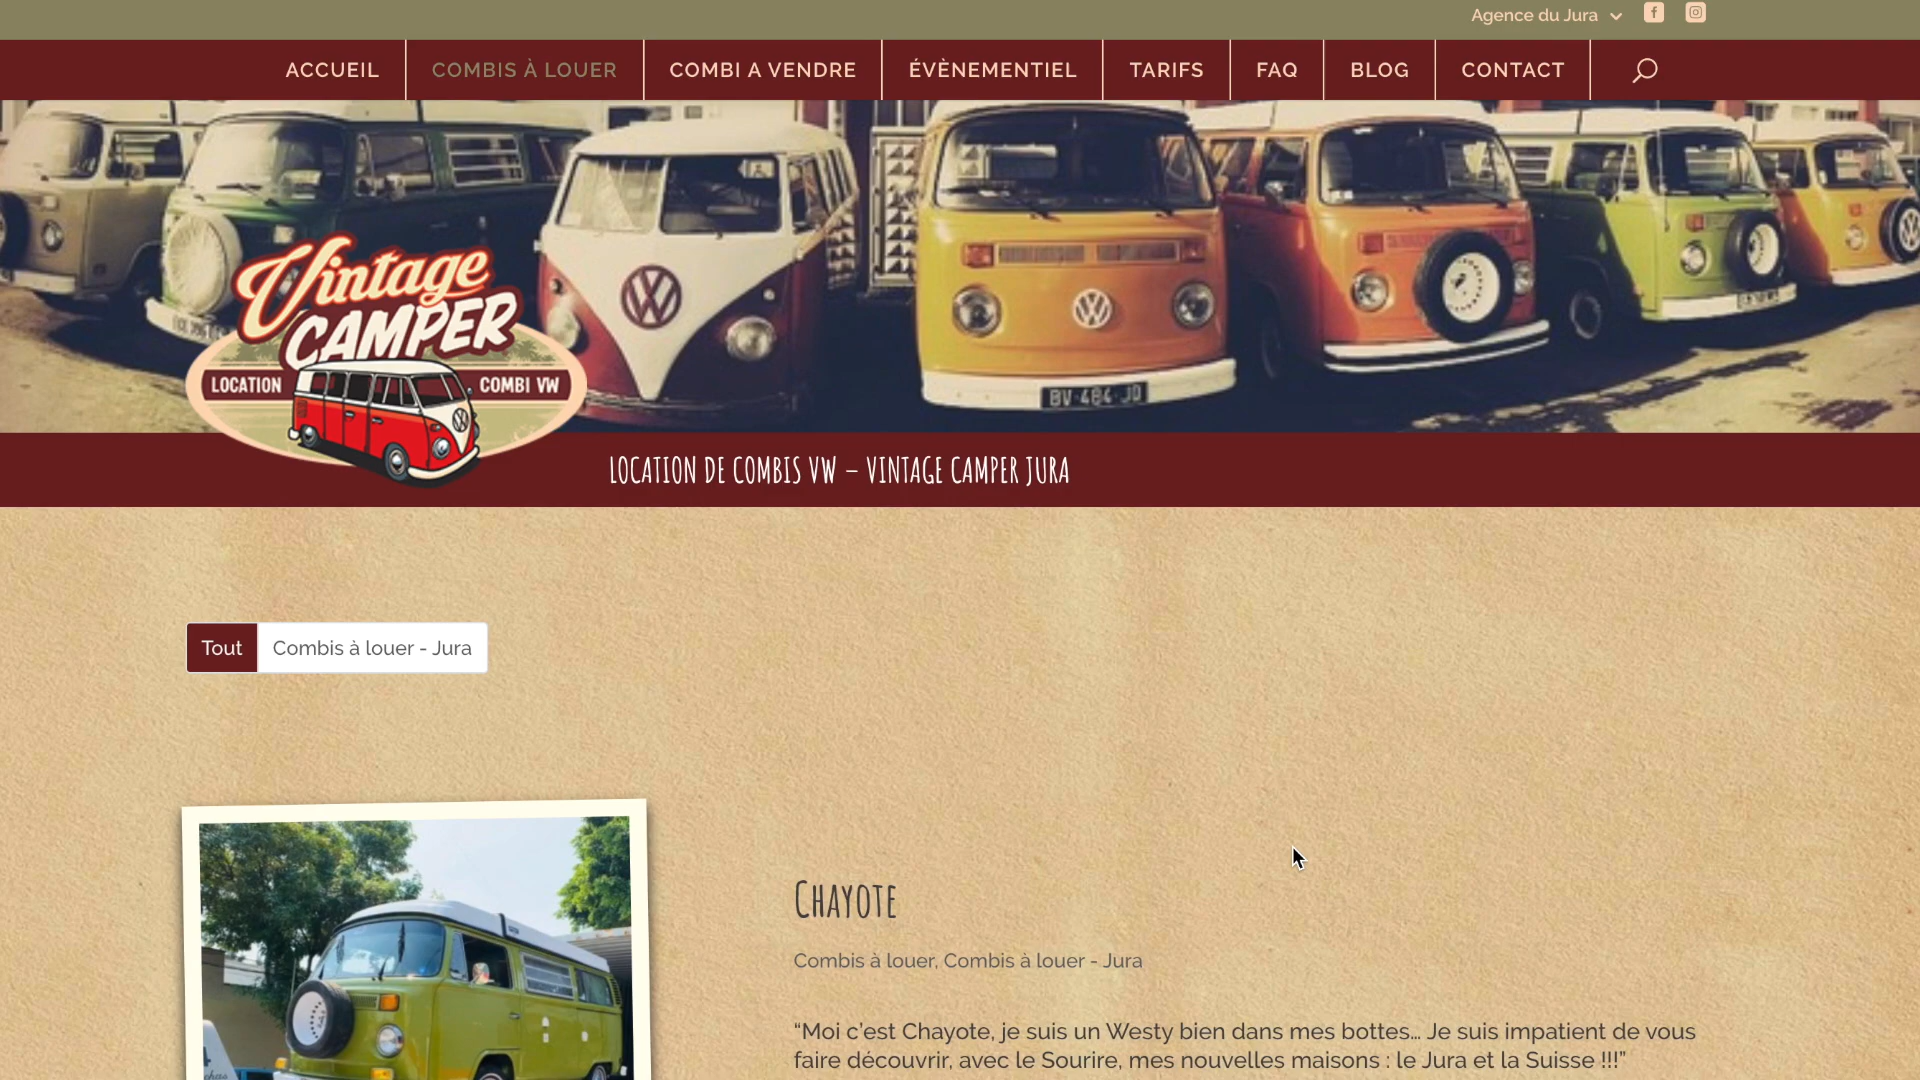 Agence du Jura
ACCUEIL
COMBIS À LOUER
COMBI A VENDRE
ÉVÈNEMENTIEL
TARIFS
FAQ
BLOG
CONTACT
Vintage
CAMPER
LOCATION
COMBI VW
BV 484 JD
LOCATION DE COMBIS VW – VINTAGE CAMPER JURA
Tout
Combis à louer - Jura
CHAYOTE
Combis à louer, Combis à louer - Jura
“Moi c’est Chayote, je suis un Westy bien dans mes bottes… Je suis impatient de vous
faire découvrir, avec le Sourire, mes nouvelles maisons : le Jura et la Suisse !!!”